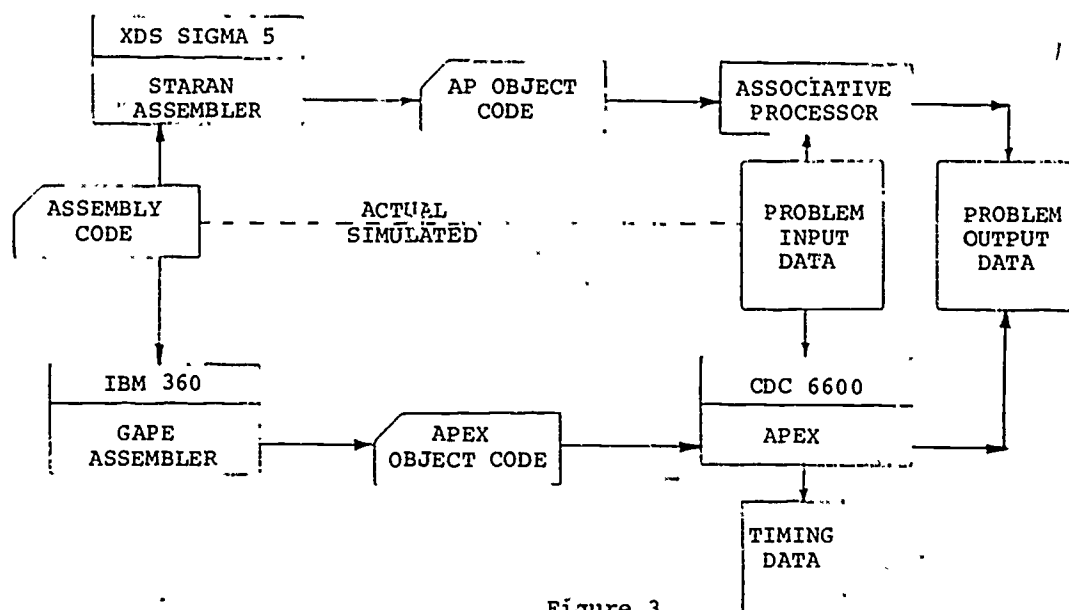 XDS SIGMA 5
STARAN
ASSEMBLER
AP OBJECT
CODE
ASSOCIATIVE
PROCESSOR
ASSEMBLY
CODE
ACTUAL
SIMULATED
PROBLEM
INPUT
DATA
PROBLEM
OUTPUT
DATA
IBM 360
GAPE
ASSEMBLER
APEX
OBJECT CODE
CDC 6600
APEX
TIMING
DATA
Figure 3